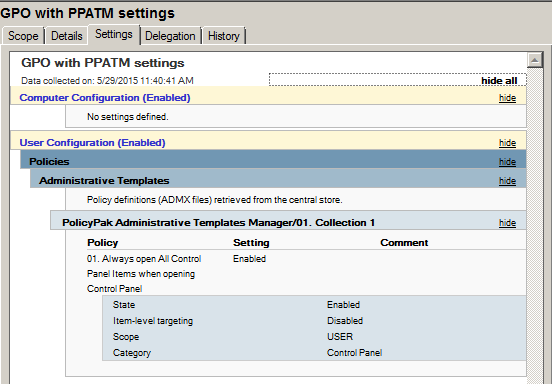 GPO with PPATM settings
Scope Details Settings Delegation History
GPO with PPATM settings
Data collected on: 5/29/2015 11:40:41 AM hide all
Computer Configuration (Enabled) hide
No settings defined.
User Configuration (Enabled) hide
Policies hide
Administrative Templates hide
Policy definitions (ADMX files) retrieved from the central store.
PolicyPak Administrative Templates Manager/01. Collection 1 hide
Policy Setting Comment
01. Always open All Control Enabled
Panel Items when opening
Control Panel
State Enabled
Item-level targeting Disabled
Scope USER
Category Control Panel